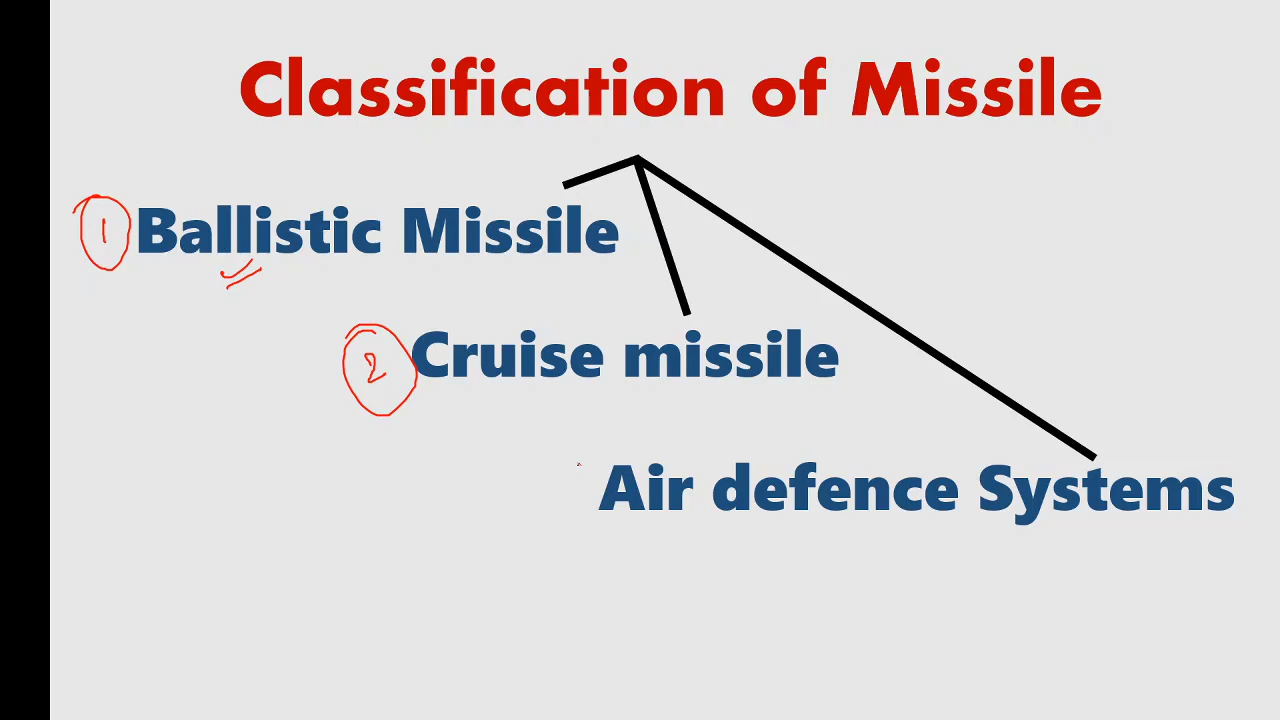 Classification of Missile
1 Ballistic Missile
2 Cruise missile
Air defence Systems